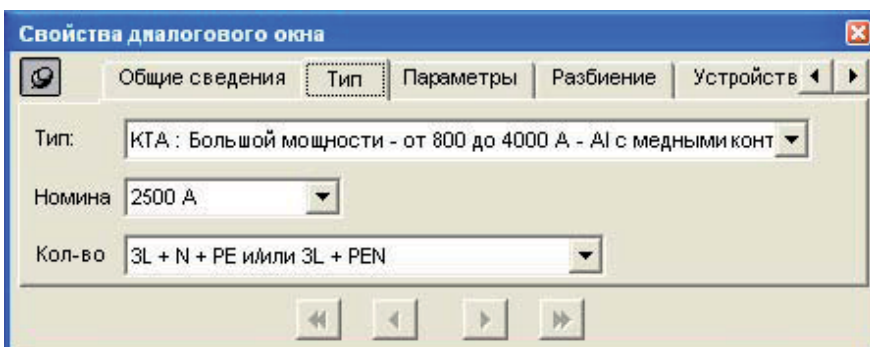 Свойства диалогового окна
Общие сведения Тип Параметры Разбиение Устройств
Тип: КТА : Большой мощности - от 800 до 4000 А - Al с медными конт
Номина 2500 А
Кол-во 3L + N + PE и/или 3L + PEN